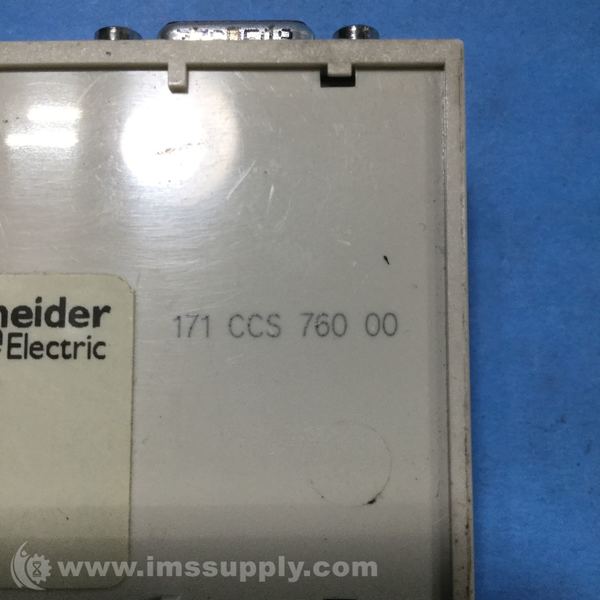 neider
Electric
171 CCS 760 00
www.imssupply.com